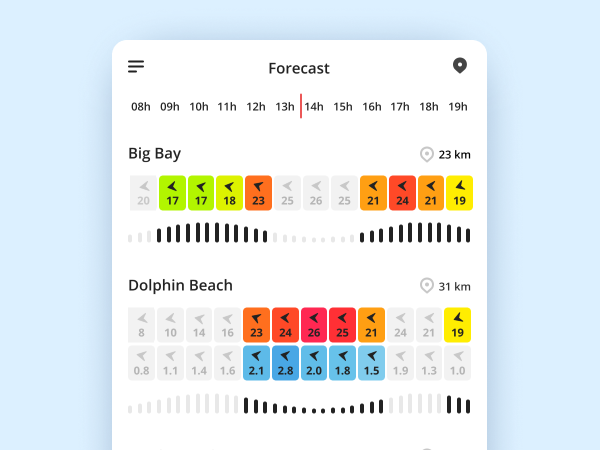 Forecast
08h 09h 10h 11h 12h 13h 14h 15h 16h 17h 18h 19h
Big Bay 23 km
20 17 17 18 23 25 26 25 21 24 21 19
Dolphin Beach 31 km
8 10 14 16 23 24 26 25 21 24 21 19
0.8 1.1 1.4 1.6 2.1 2.8 2.0 1.8 1.5 1.9 1.3 1.0